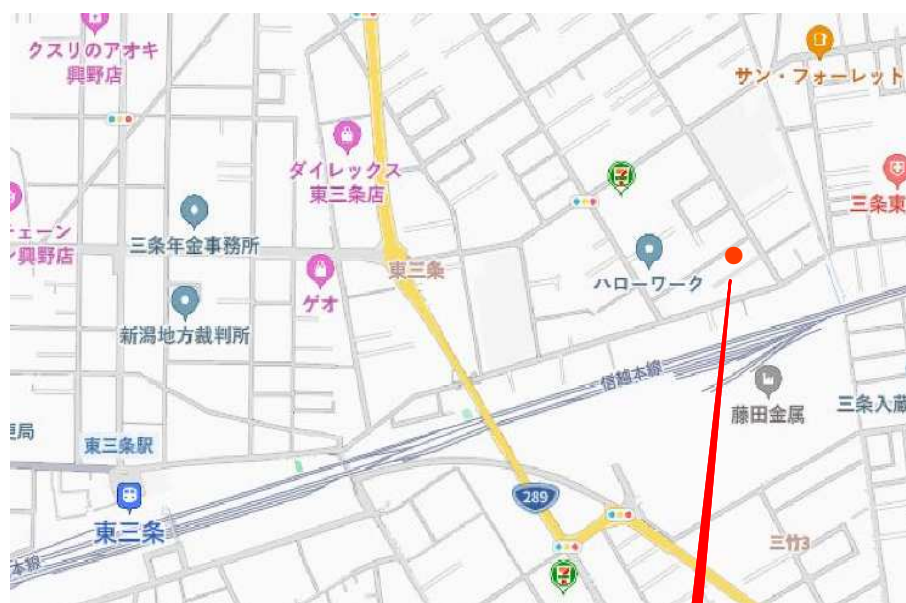 クスリのアオキ
興野店
サン・フォーレット
ダイレックス
東三条店
三条東
三条年金事務所
ェーン
ン興野店
東三条
ハローワーク
ゲオ
新潟地方裁判所
信越本線
藤田金属
三条入蔵
便局
東三条駅
289
東三条
三竹3
本線